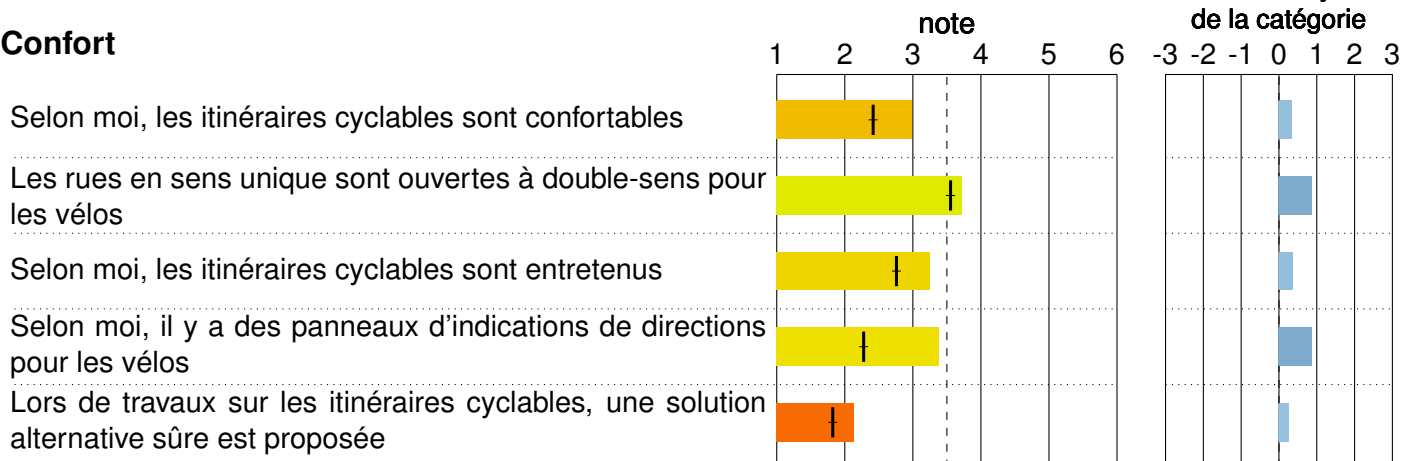 note
de la catégorie
Confort
1 2 3 4 5 6
-3 -2 -1 0 1 2 3
Selon moi, les itinéraires cyclables sont confortables
Les rues en sens unique sont ouvertes à double-sens pour
les vélos
Selon moi, les itinéraires cyclables sont entretenus
Selon moi, il y a des panneaux d'indications de directions
pour les vélos
Lors de travaux sur les itinéraires cyclables, une solution
alternative sûre est proposée